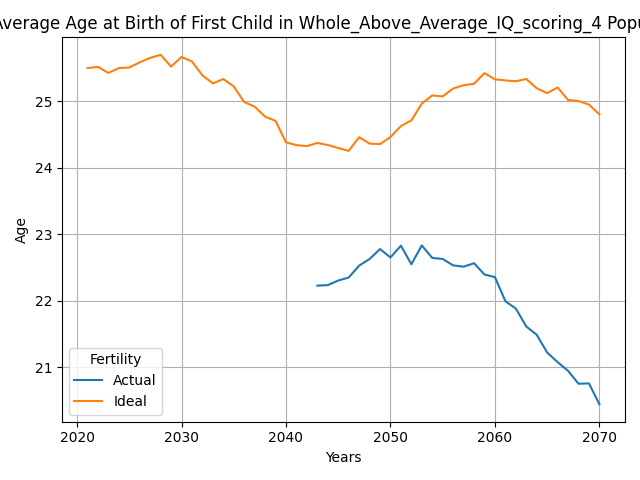 Average Age at Birth of First Child in Whole_Above_Average_IQ_scoring_4 Popu
Age
25
24
23
22
21
Fertility
Actual
Ideal
2020 2030 2040 2050 2060 2070
Years